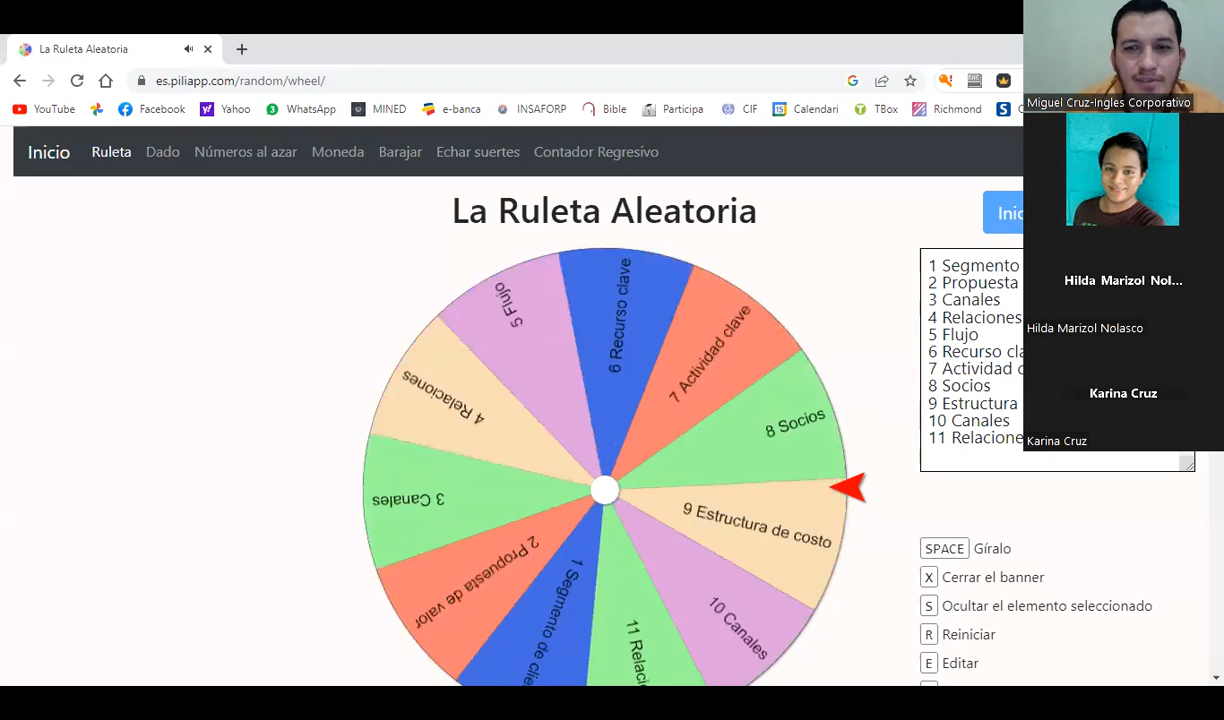 La Ruleta Aleatoria
es.piliapp.com/random/wheel/
YouTube Facebook Yahoo WhatsApp MINED e-banca INSAFORP Bible Participa CIF Calendari TBox Richmond C
Inicio Ruleta Dado Números al azar Moneda Barajar Echar suertes Contador Regresivo
La Ruleta Aleatoria
5 Flujo
6 Recurso clave
7 Actividad clave
8 Socios
9 Estructura de costo
10 Canales
11 Relaci
1 Segmento de clie
2 Propuesta de valor
3 Canales
4 Relaciones
Inic
1 Segmento
2 Propuesta
3 Canales
4 Relaciones
5 Flujo
6 Recurso cla
7 Actividad c
8 Socios
9 Estructura
10 Canales
11 Relacione
SPACE Gíralo
X Cerrar el banner
S Ocultar el elemento seleccionado
R Reiniciar
E Editar
Miguel Cruz-Ingles Corporativo
Hilda Marizol Nol...
Hilda Marizol Nolasco
Karina Cruz
Karina Cruz